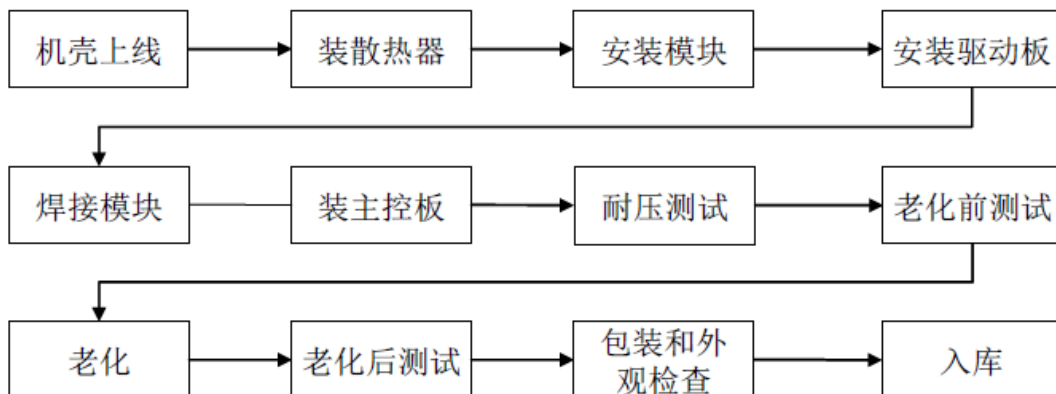 机壳上线
装散热器
安装模块
安装驱动板
焊接模块
装主控板
耐压测试
老化前测试
老化
老化后测试
包装和外
观检查
入库